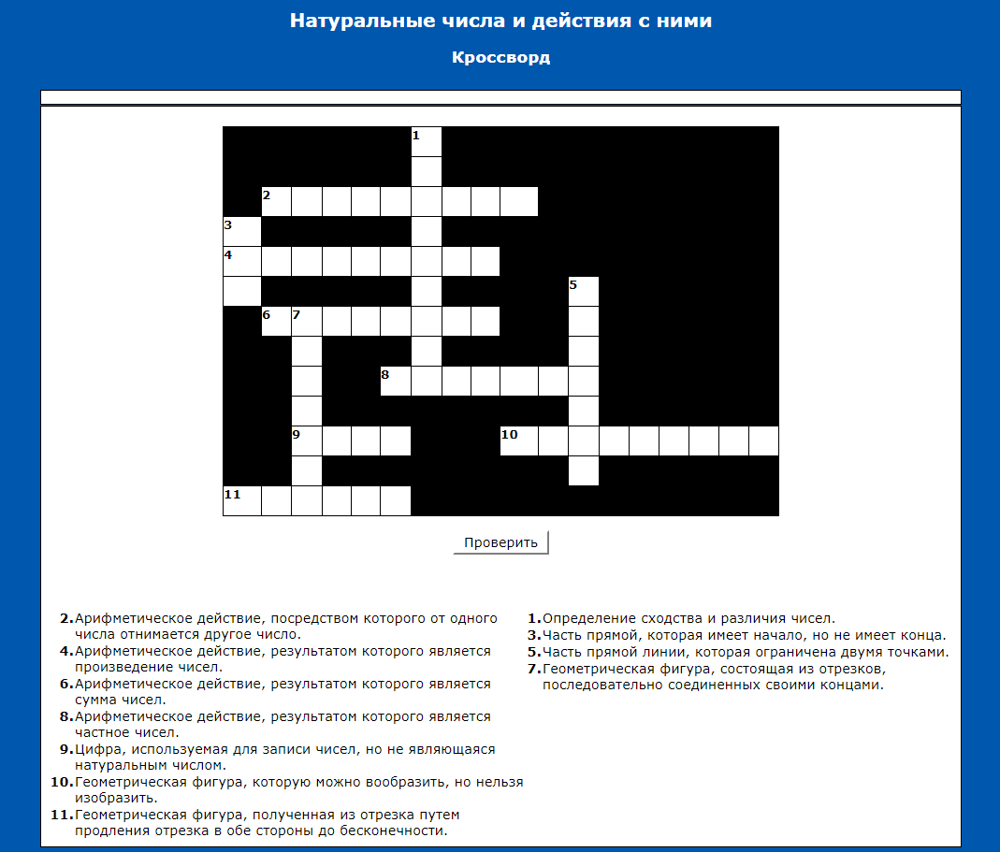 Натуральные числа и действия с ними
Кроссворд
1
2
3
4
5
6 7
8
9 10
11
Проверить
2. Арифметическое действие, посредством которого от одного
числа отнимается другое число.
4. Арифметическое действие, результатом которого является
произведение чисел.
6. Арифметическое действие, результатом которого является
сумма чисел.
8. Арифметическое действие, результатом которого является
частное чисел.
9. Цифра, используемая для записи чисел, но не являющаяся
натуральным числом.
10. Геометрическая фигура, которую можно вообразить, но нельзя
изобразить.
11. Геометрическая фигура, полученная из отрезка путем
продления отрезка в обе стороны до бесконечности.
1. Определение сходства и различия чисел.
3. Часть прямой, которая имеет начало, но не имеет конца.
5. Часть прямой линии, которая ограничена двумя точками.
7. Геометрическая фигура, состоящая из отрезков,
последовательно соединенных своими концами.